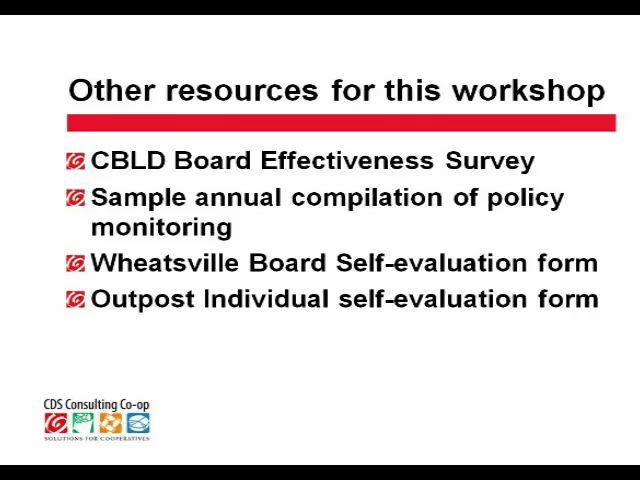 Other resources for this workshop
CBLD Board Effectiveness Survey
Sample annual compilation of policy
monitoring
Wheatsville Board Self-evaluation form
Outpost Individual self-evaluation form
CDS Consulting Co-op
SOLUTIONS FOR COOPERATIVES